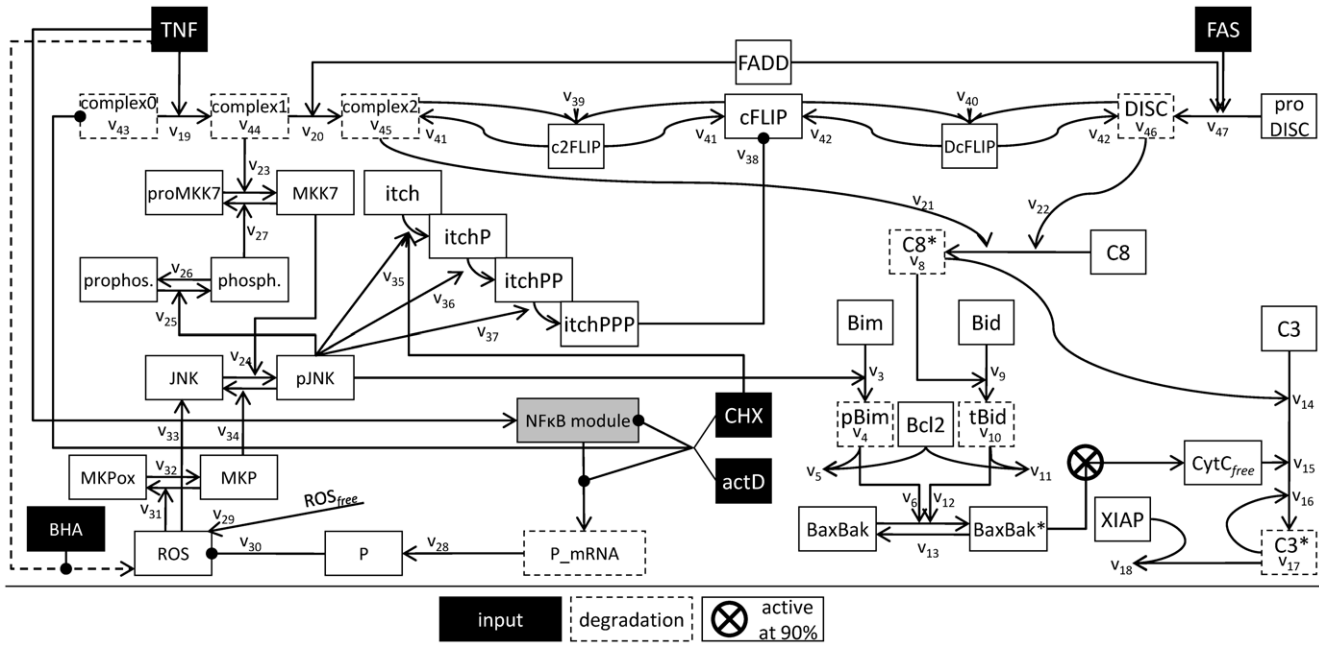 TNF
FAS
FADD
complex0
v43
v19
complex1
v44
v20
complex2
v45
v41
v39
c2FLIP
v41
cFLIP
v38
v42
v40
DcFLIP
v42
DISC
v46
v47
pro
DISC
v23
proMKK7
MKK7
v27
itch
itchP
itchPP
itchPPP
v35
v36
v37
v21
v22
C8*
v8
C8
prophos.
v26
phosph.
v25
Bim
Bid
C3
v24
JNK
pJNK
v3
v9
v14
v33
v34
NFκB module
CHX
actD
pBim
v4
Bcl2
tBid
v10
v5
v11
CytCfree
v15
MKPox
v32
MKP
v31
v29
ROSfree
v6
v12
v16
BHA
ROS
v30
P
v28
P_mRNA
BaxBak
v13
BaxBak*
XIAP
v18
C3*
v17
input
degradation
active
at 90%